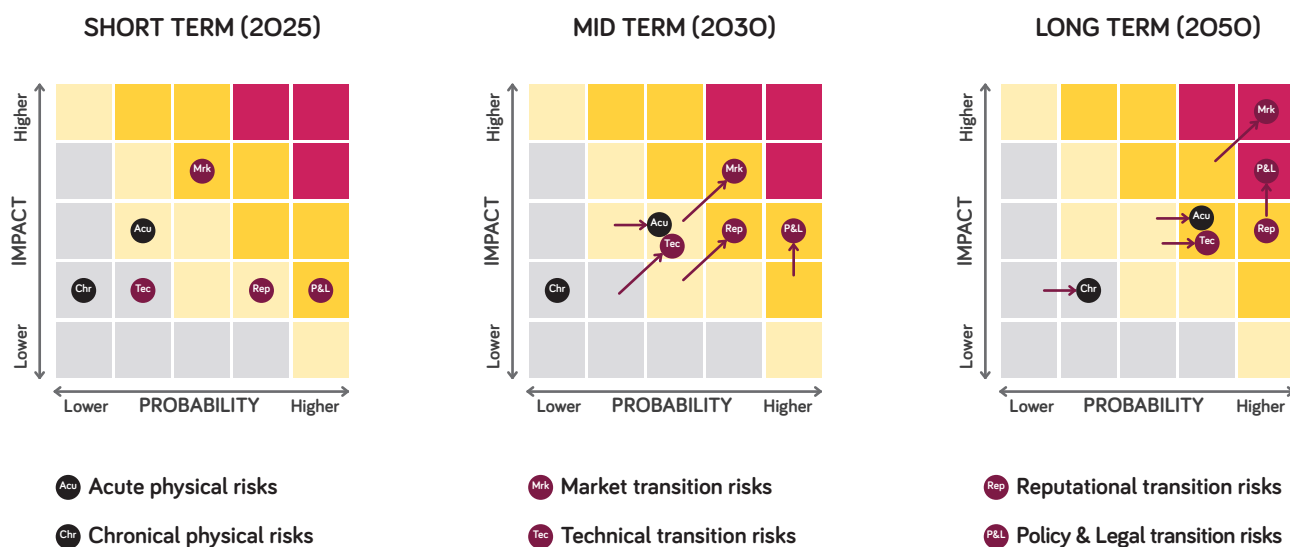 SHORT TERM (2025)
Higher
IMPACT
Lower
Mrk
Acu
Chr
Tec
Rep
P&L
Lower
PROBABILITY
Higher
MID TERM (2030)
Higher
IMPACT
Lower
Mrk
Acu
Tec
Rep
P&L
Chr
Lower
PROBABILITY
Higher
LONG TERM (2050)
Higher
IMPACT
Lower
Mrk
P&L
Acu
Tec
Rep
Chr
Lower
PROBABILITY
Higher
Acu Acute physical risks
Chr Chronical physical risks
Mrk Market transition risks
Tec Technical transition risks
Rep Reputational transition risks
P&L Policy & Legal transition risks